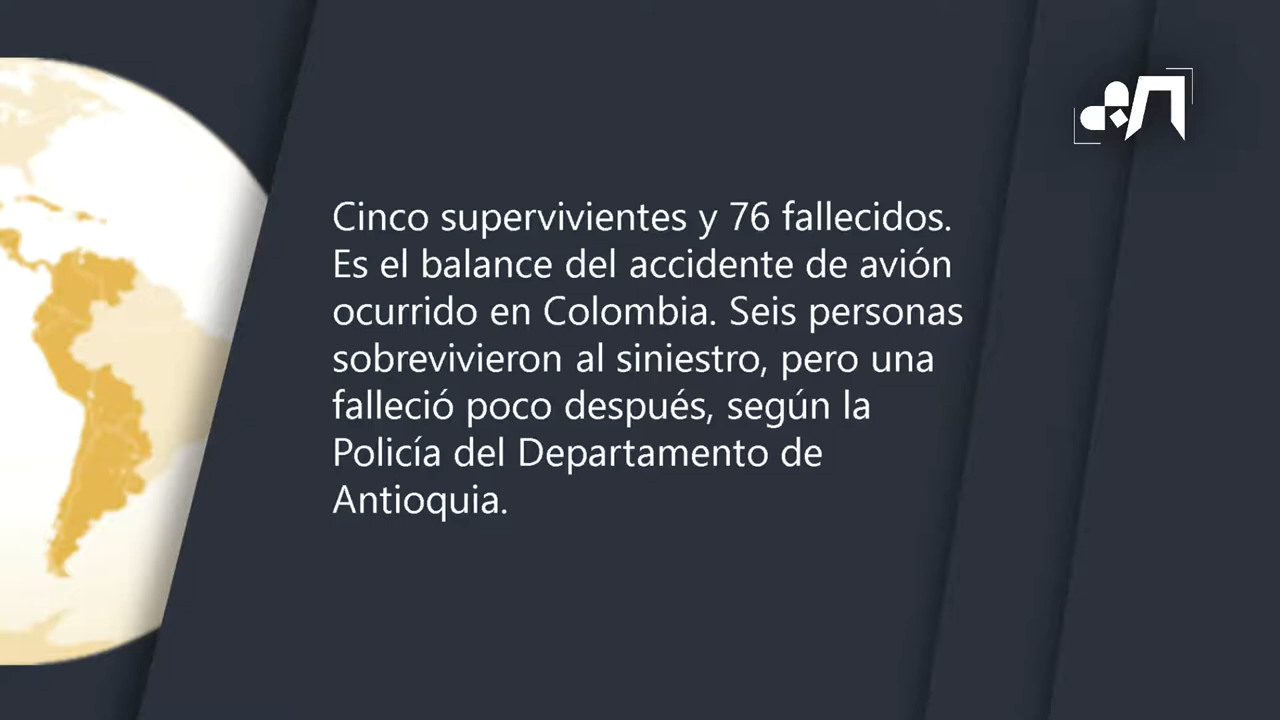 Cinco supervivientes y 76 fallecidos.
Es el balance del accidente de avión
ocurrido en Colombia. Seis personas
sobrevivieron al siniestro, pero una
falleció poco después, según la
Policía del Departamento de
Antioquia.